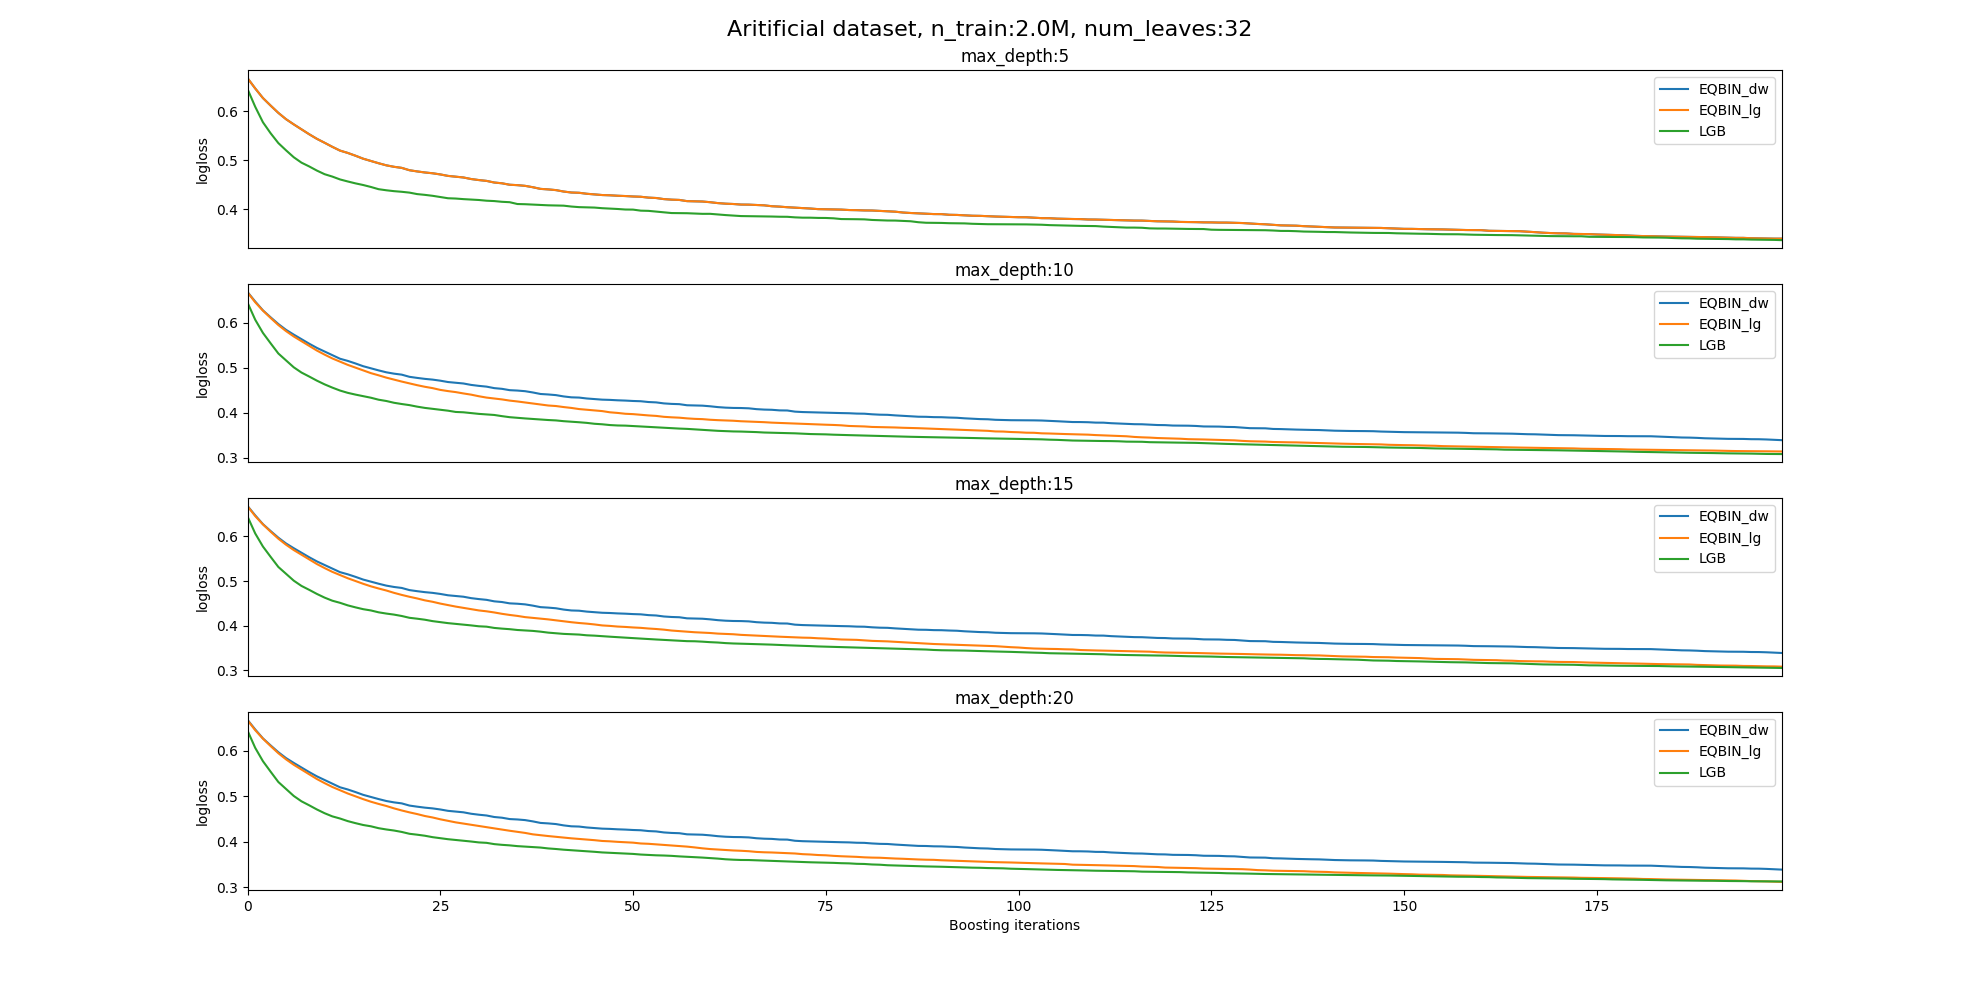 Aritificial dataset, n_train:2.0M, num_leaves:32
max_depth:5
0.6
0.5
0.4
logloss
EQBIN_dw
EQBIN_lg
LGB
max_depth:10
0.6
0.5
0.4
0.3
logloss
EQBIN_dw
EQBIN_lg
LGB
max_depth:15
0.6
0.5
0.4
0.3
logloss
EQBIN_dw
EQBIN_lg
LGB
max_depth:20
0.6
0.5
0.4
0.3
logloss
EQBIN_dw
EQBIN_lg
LGB
0 25 50 75 100 125 150 175
Boosting iterations